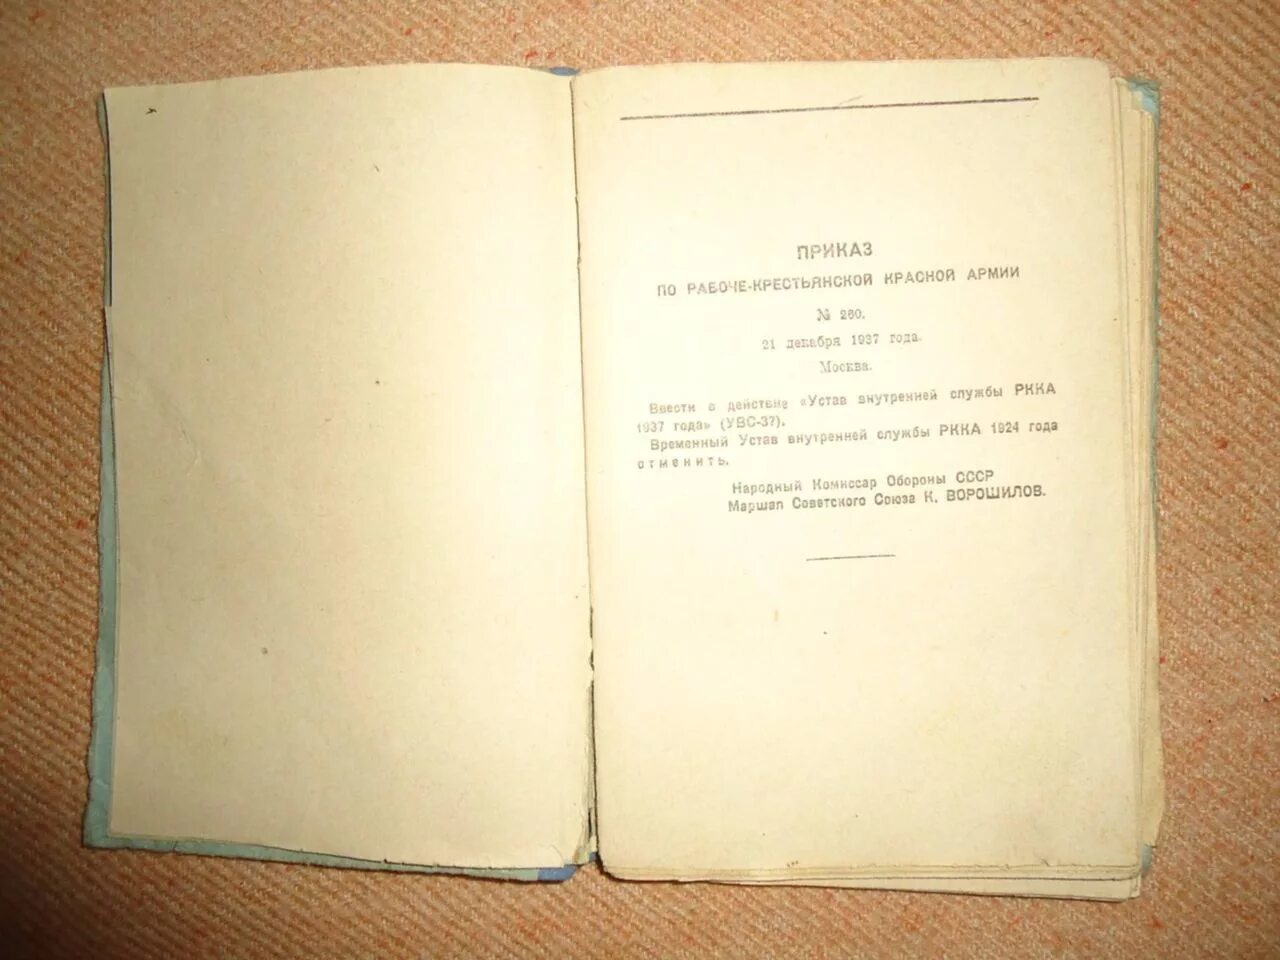 ПРИКАЗ
ПО РАБОЧЕ-КРЕСТЬЯНСКОЙ КРАСНОЙ АРМИИ
№ 260.
21 декабря 1937 года.
Москва.
Ввести в действие «Устав внутренней службы РККА
1937 года» (УВС-37).
Временный Устав внутренней службы РККА 1924 года
отменить.
Народный Комиссар Обороны СССР
Маршал Советского Союза К. ВОРОШИЛОВ.